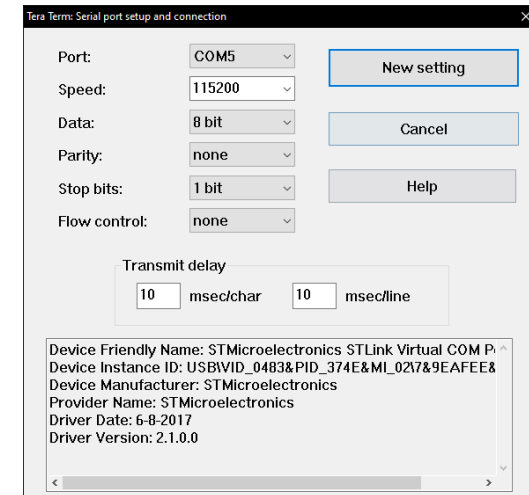 Tera Term: Serial port setup and connection
Port: COM5
New setting
Speed: 115200
Data: 8 bit
Cancel
Parity: none
Stop bits: 1 bit
Help
Flow control: none
Transmit delay
10 msec/char 10 msec/line
Device Friendly Name: STMicroelectronics STLink Virtual COM
Device Instance ID: USB\VID_0483&PID_374E&MI_02\7&9EAFEE&
Device Manufacturer: STMicroelectronics
Provider Name: STMicroelectronics
Driver Date: 6-8-2017
Driver Version: 2.1.0.0